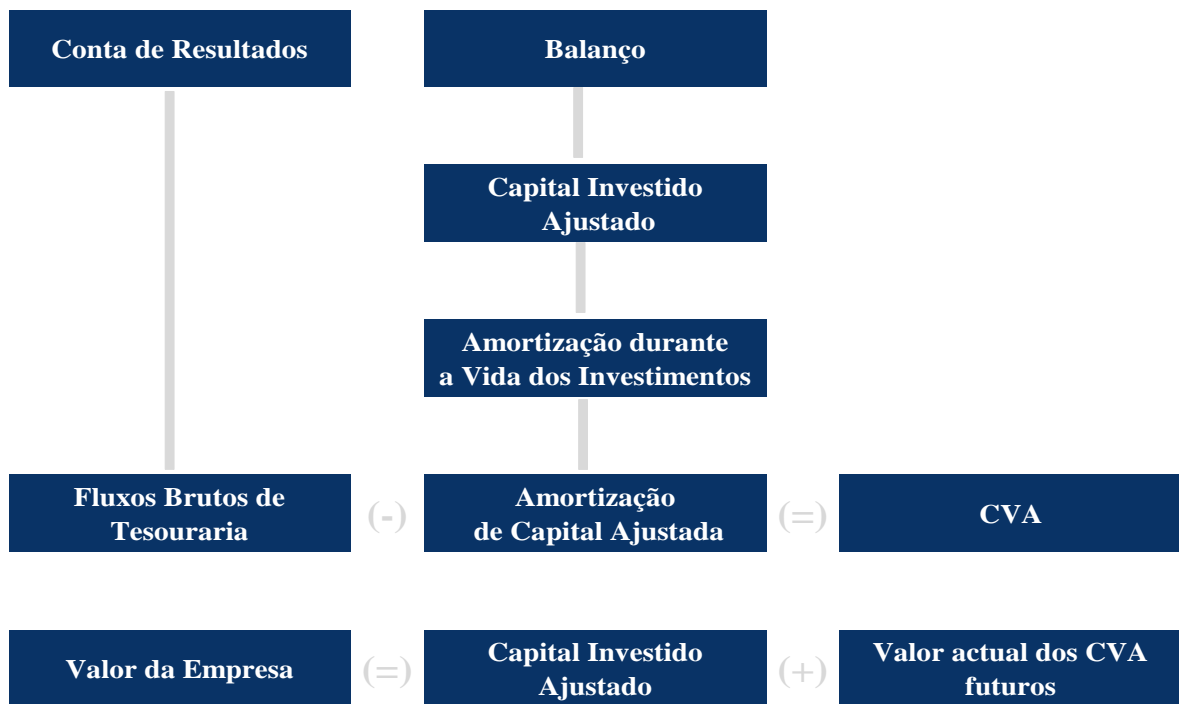 Conta de Resultados
Balanço
Capital Investido
Ajustado
Amortização durante
a Vida dos Investimentos
Fluxos Brutos de
Tesouraria
(-)
Amortização
de Capital Ajustada
(=)
CVA
Valor da Empresa
(=)
Capital Investido
Ajustado
(+)
Valor actual dos CVA
futuros